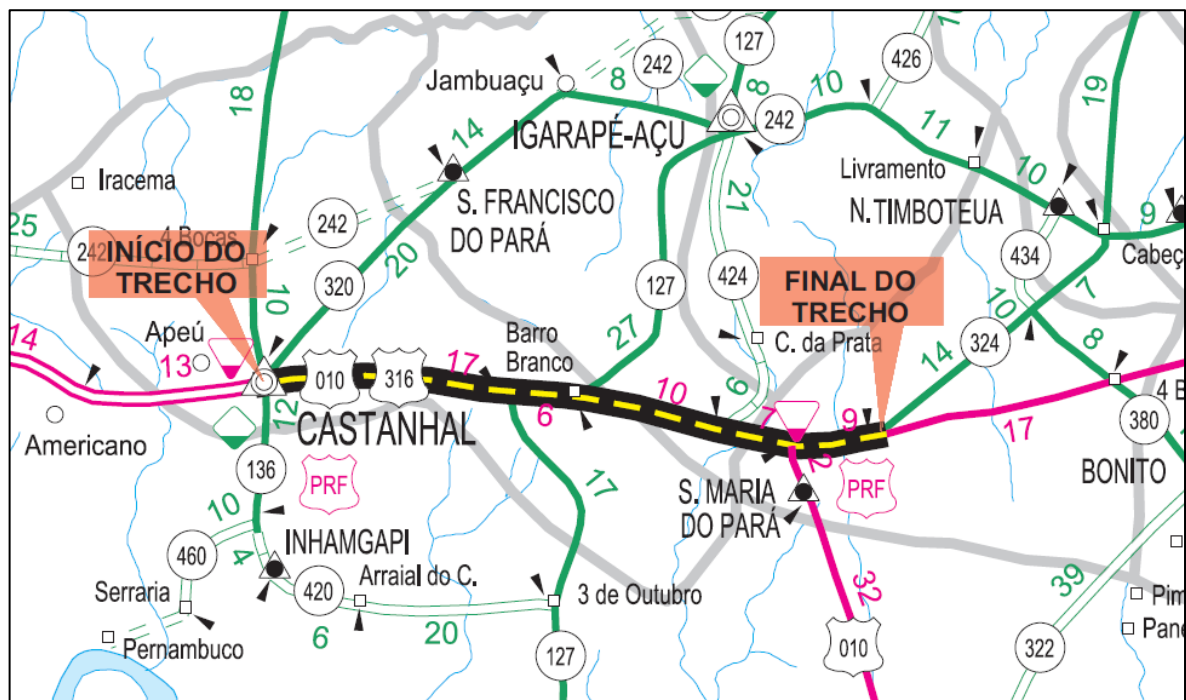 127
426
242
8
8
10
19
18
Jambuaçu
14
IGARAPÉ-AÇU
242
11
Livramento
10
Iracema
S. FRANCISCO
DO PARÁ
21
N.TIMBOTEUA
9
25
242
4 Bocas
242
20
434
Cabeç
INÍCIO DO
TRECHO
320
127
424
FINAL DO
TRECHO
7
10
10
14
Apeú
13
Barro
Branco
27
C. da Prata
14
324
8
17
010
316
6
10
6
7
9
17
4 B
12
CASTANHAL
380
Americano
136
PRF
17
S. MARIA
DO PARÁ
2
PRF
BONITO
10
460
4
INHAMGAPI
420
Arraial do C.
3 de Outubro
32
39
Serraria
6
20
Pim
Pane
Pernambuco
127
010
322